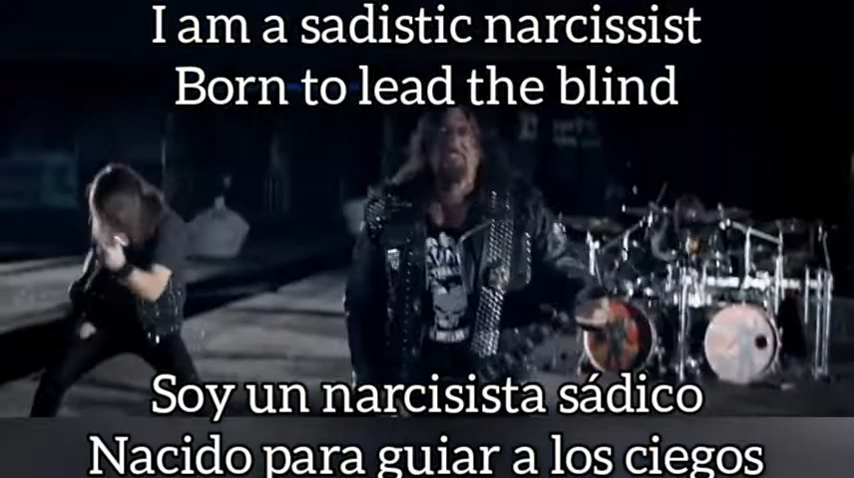 I am a sadistic narcissist
Born to lead the blind
Soy un narcisista sádico
Nacido para guiar a los ciegos